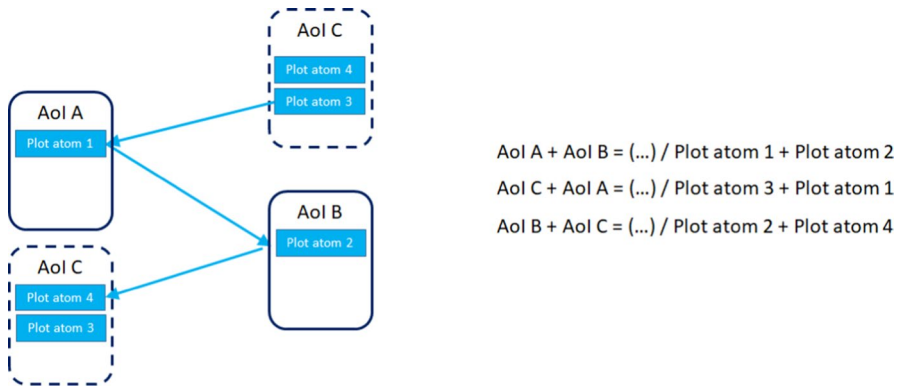 AoI C
Plot atom 4
Plot atom 3
AoI A
Plot atom 1
AoI B
Plot atom 2
AoI C
Plot atom 4
Plot atom 3
AoI A + AoI B = (...) / Plot atom 1 + Plot atom 2
AoI C + AoI A = (...) / Plot atom 3 + Plot atom 1
AoI B + AoI C = (...) / Plot atom 2 + Plot atom 4